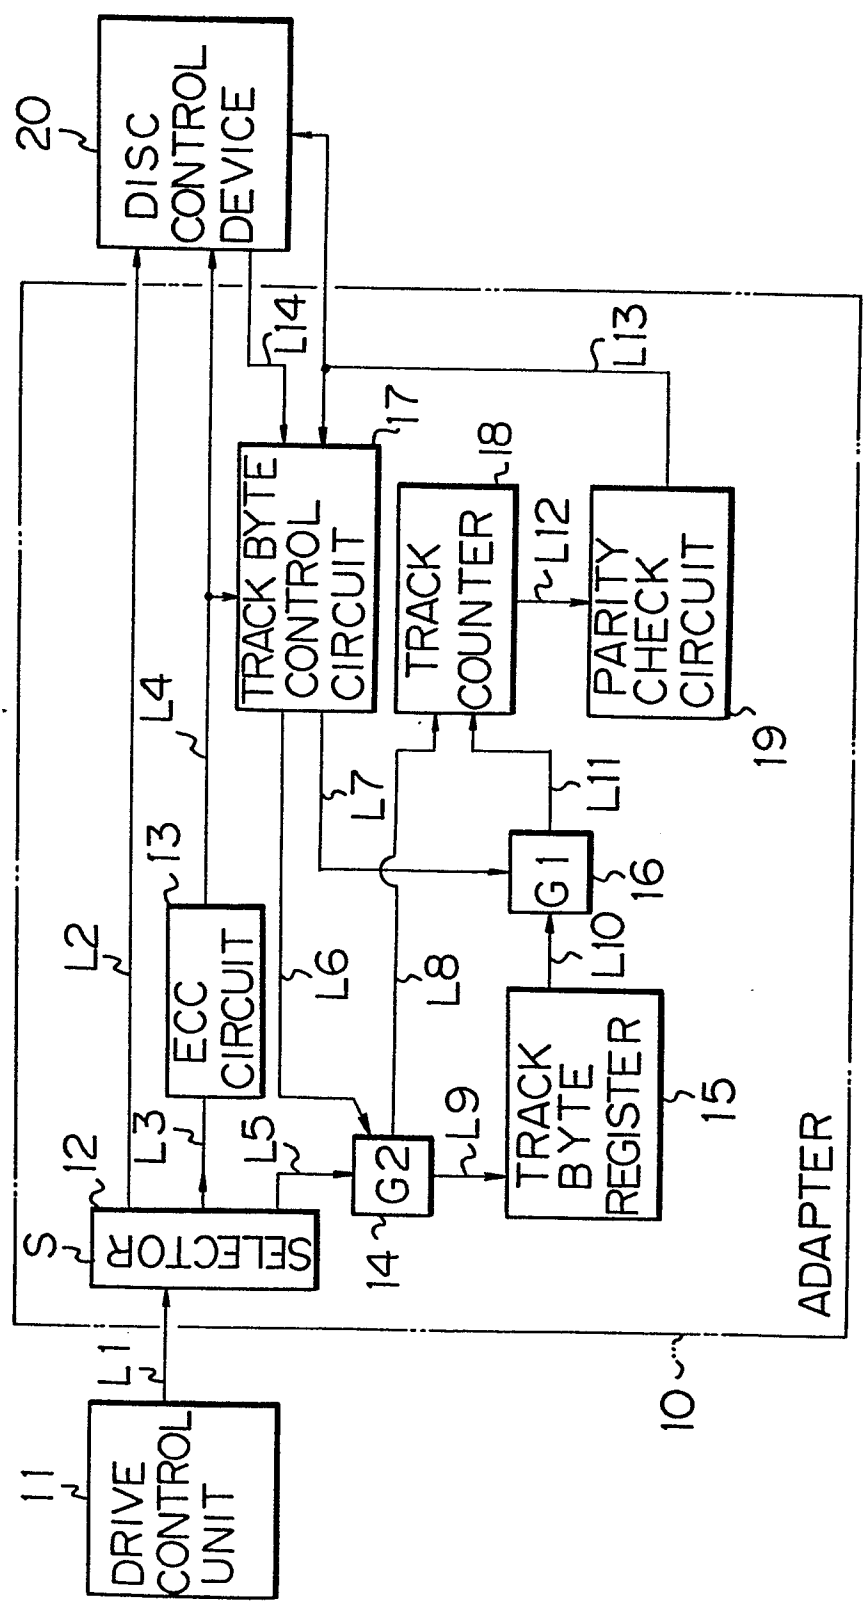 11
DRIVE
CONTROL
UNIT
L1
S
12
SELECTOR
L2
L3
13
ECC
CIRCUIT
L4
L5
14
G2
L6
L7
L8
L9
TRACK
BYTE
REGISTER
15
L10
G1
16
L11
TRACK BYTE
CONTROL
CIRCUIT
17
TRACK
COUNTER
18
L12
PARITY
CHECK
CIRCUIT
19
L13
L14
20
DISC
CONTROL
DEVICE
10
ADAPTER